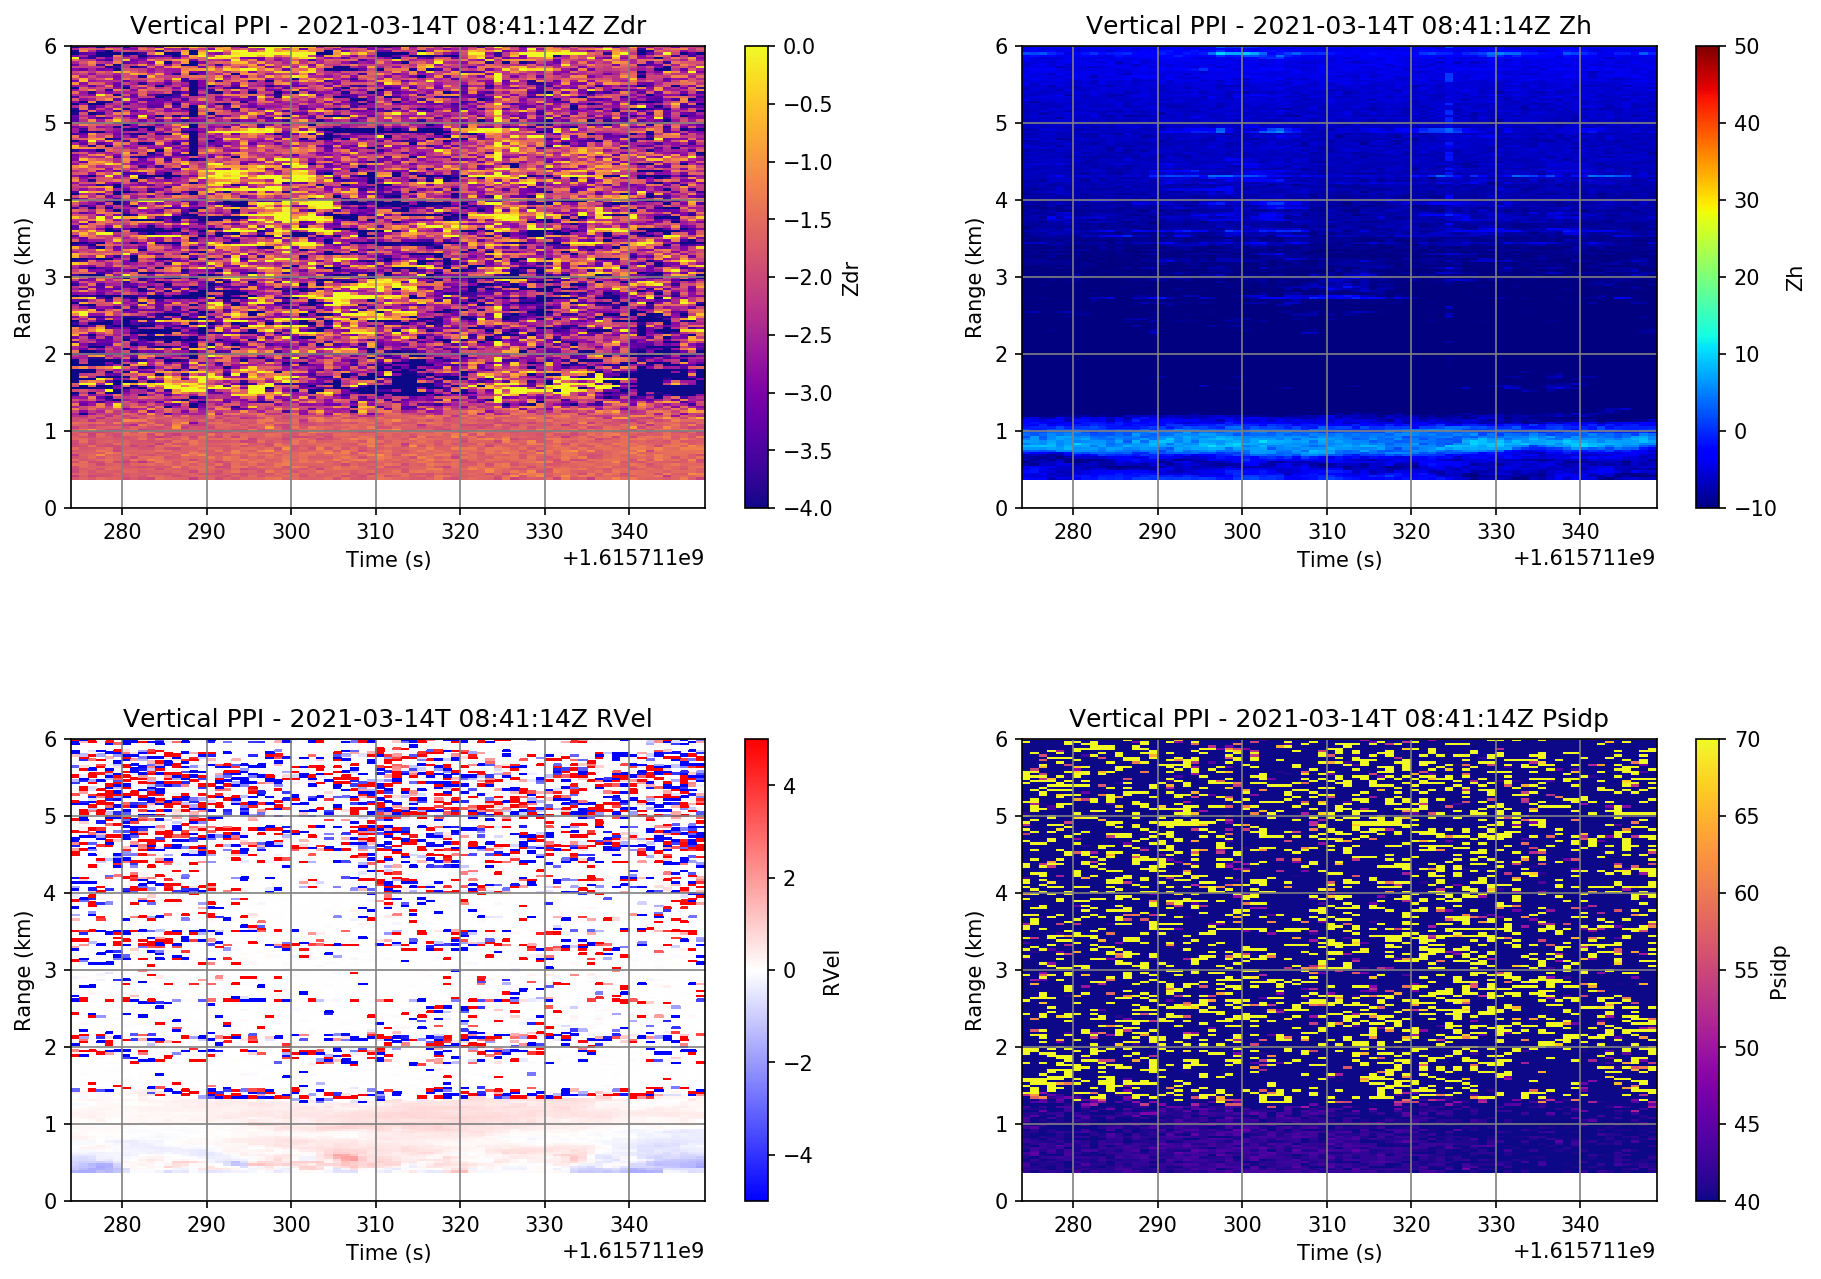 Vertical PPI - 2021-03-14T 08:41:14Z Zdr
6
5
4
3
2
1
0
Range (km)
280 290 300 310 320 330 340
Time (s)
+1.615711e9
0.0
−0.5
−1.0
−1.5
−2.0
−2.5
−3.0
−3.5
−4.0
Zdr
Vertical PPI - 2021-03-14T 08:41:14Z Zh
6
5
4
3
2
1
0
Range (km)
280 290 300 310 320 330 340
Time (s)
+1.615711e9
50
40
30
20
10
0
−10
Zh
Vertical PPI - 2021-03-14T 08:41:14Z RVel
6
5
4
3
2
1
0
Range (km)
280 290 300 310 320 330 340
Time (s)
+1.615711e9
4
2
0
−2
−4
RVel
Vertical PPI - 2021-03-14T 08:41:14Z Psidp
6
5
4
3
2
1
0
Range (km)
280 290 300 310 320 330 340
Time (s)
+1.615711e9
70
65
60
55
50
45
40
Psidp